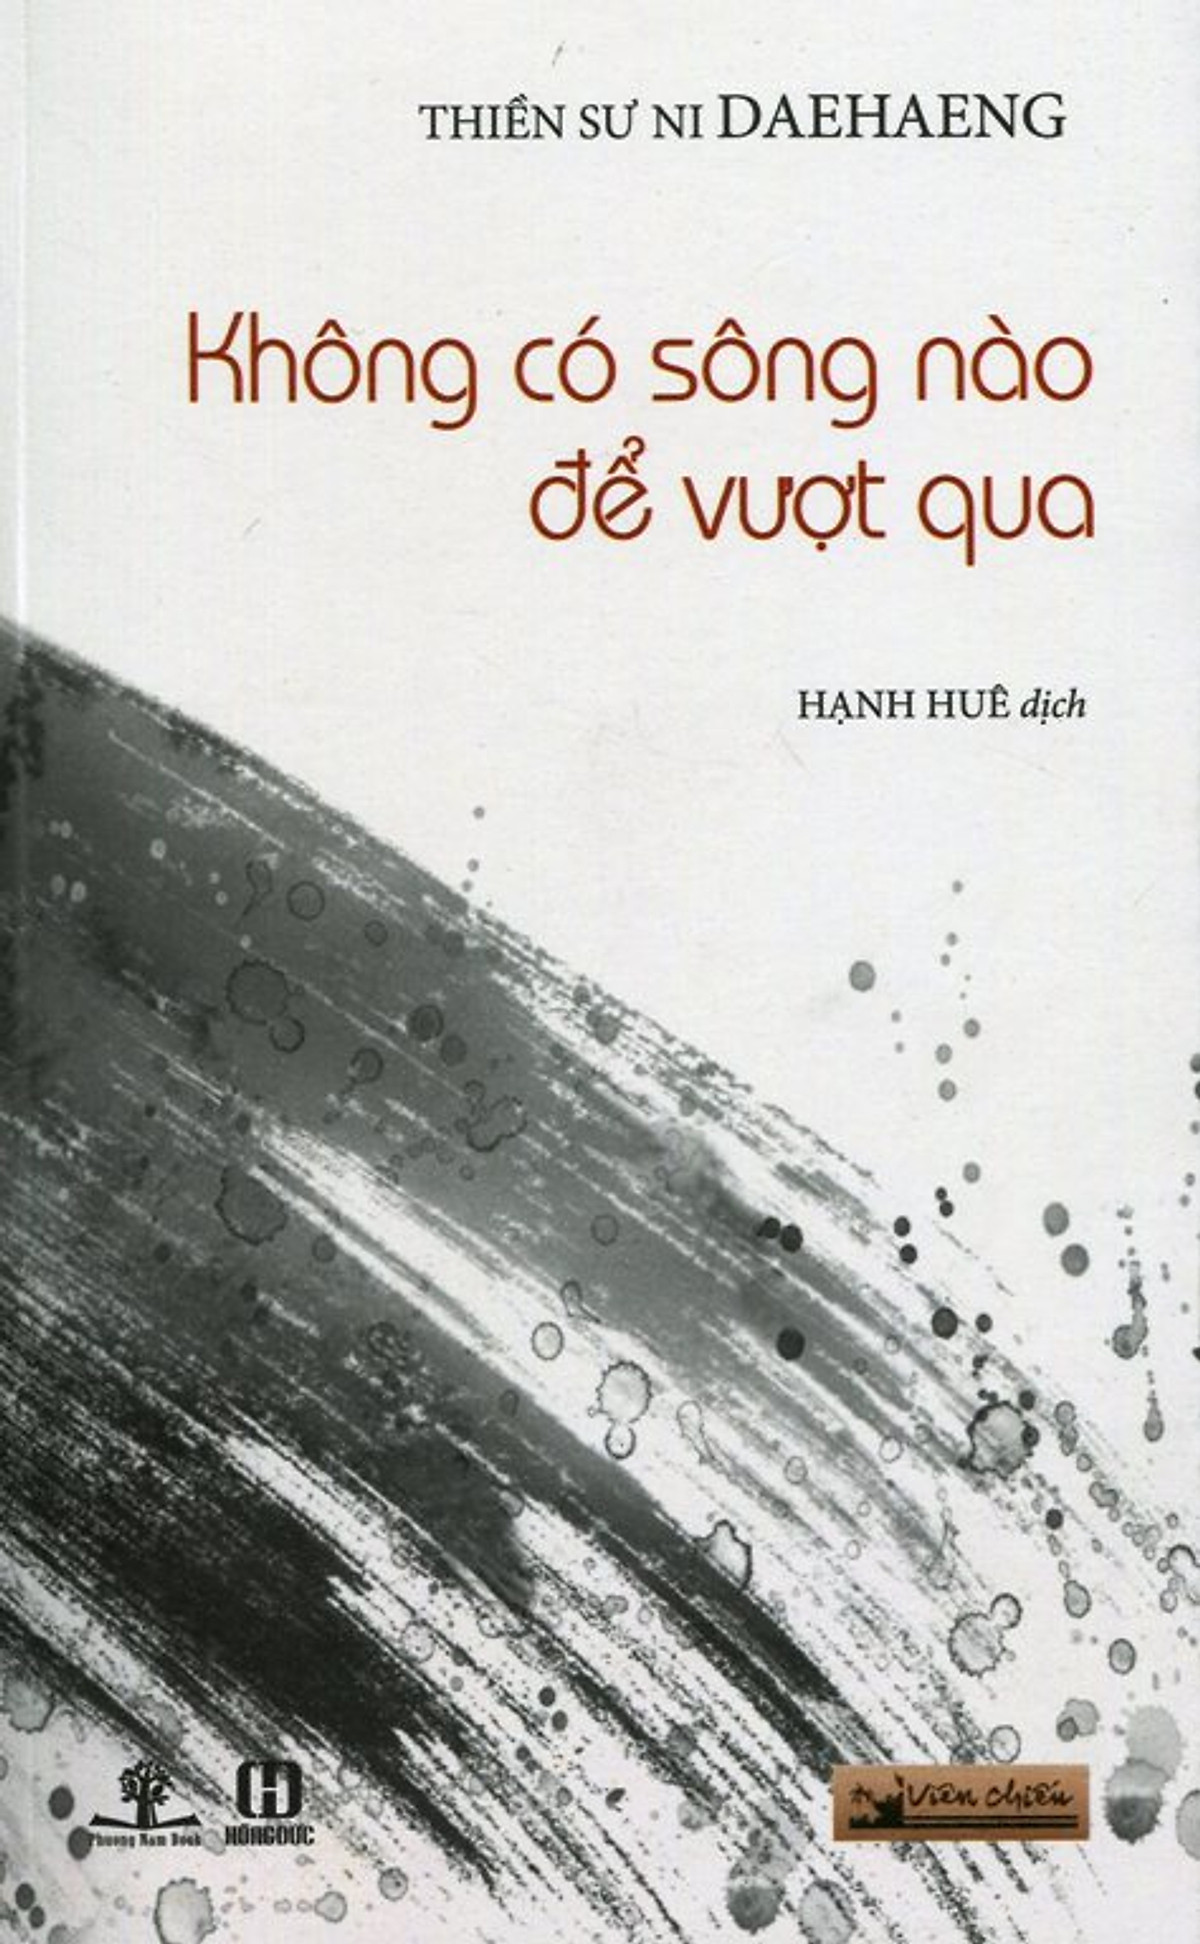 THIỀN SƯ NI DAEHAENG
Không có sông nào
để vượt qua
HẠNH HUÊ dịch
Phuong Nam Book
HỒNG ĐỨC
Viên Chiếu